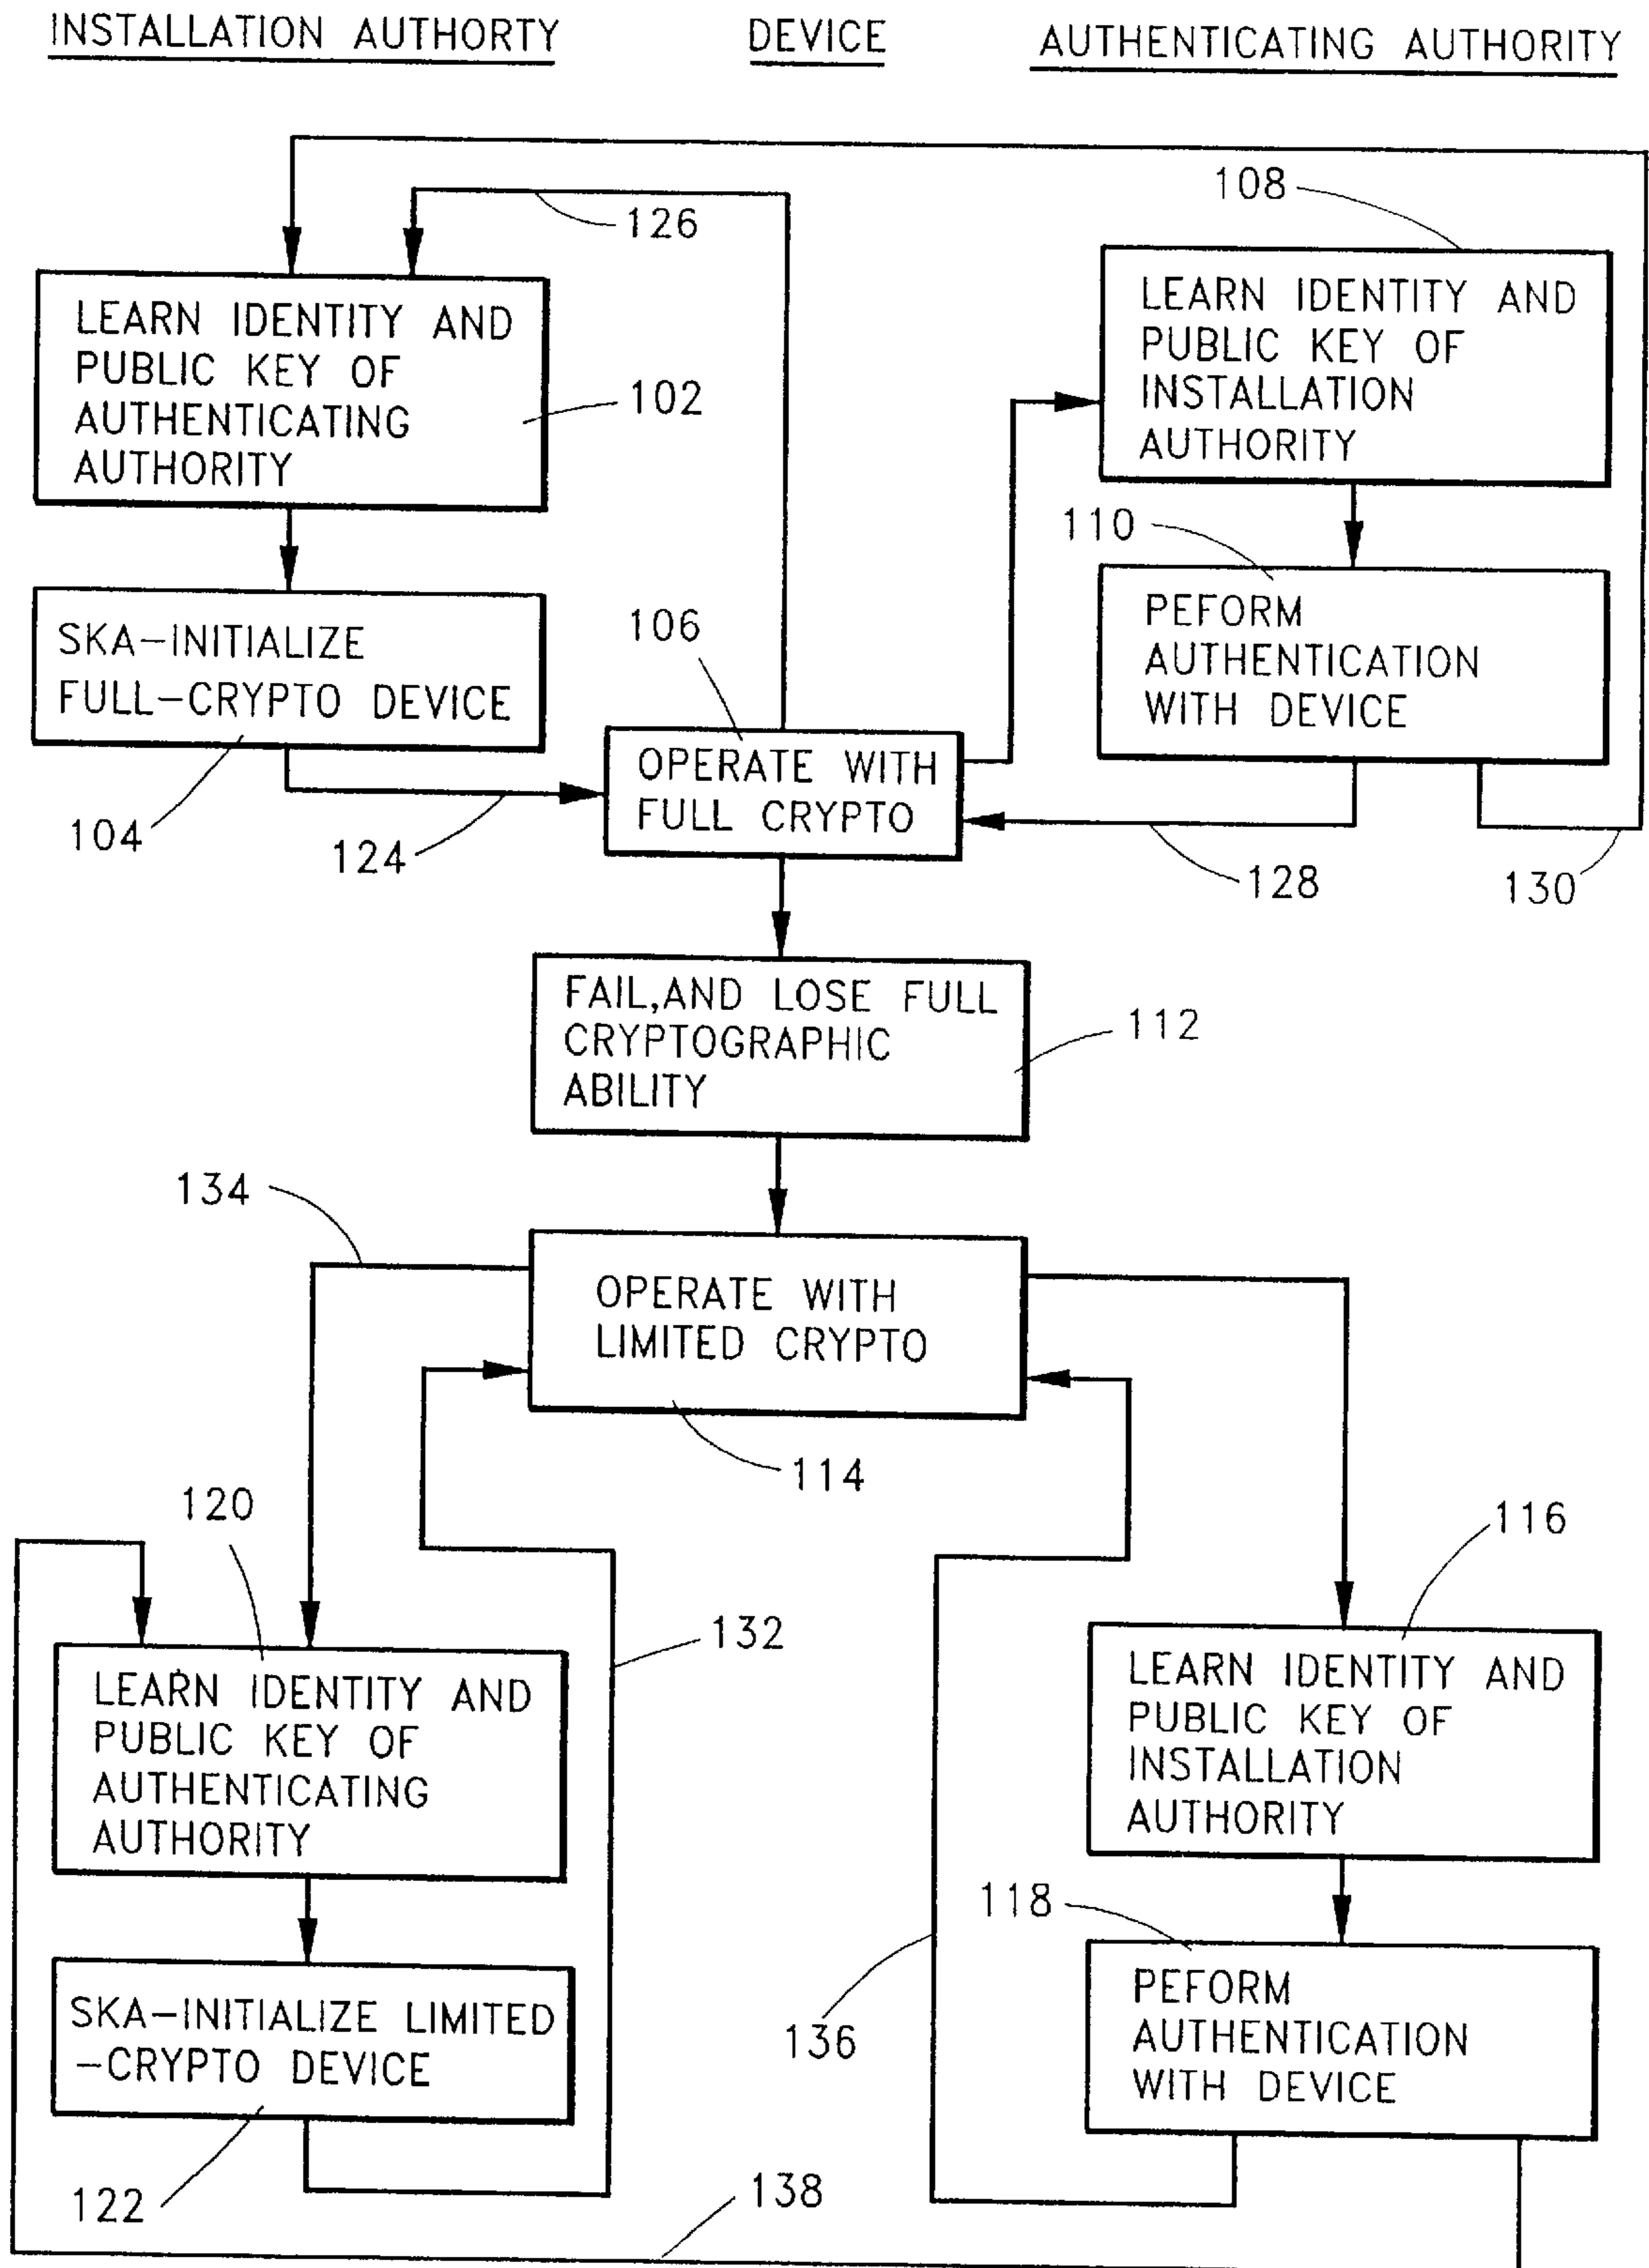 INSTALLATION AUTHORTY
DEVICE
AUTHENTICATING AUTHORITY
108
126
LEARN IDENTITY AND
PUBLIC KEY OF
AUTHENTICATING
AUTHORITY
102
LEARN IDENTITY AND
PUBLIC KEY OF
INSTALLATION
AUTHORITY
110
SKA-INITIALIZE
FULL-CRYPTO DEVICE
104
106
PEFORM
AUTHENTICATION
WITH DEVICE
OPERATE WITH
FULL CRYPTO
124
128
130
FAIL,AND LOSE FULL
CRYPTOGRAPHIC
ABILITY
112
134
OPERATE WITH
LIMITED CRYPTO
114
120
116
132
LEARN IDENTITY AND
PUBLIC KEY OF
AUTHENTICATING
AUTHORITY
LEARN IDENTITY AND
PUBLIC KEY OF
INSTALLATION
AUTHORITY
118
SKA-INITIALIZE LIMITED
-CRYPTO DEVICE
122
136
PEFORM
AUTHENTICATION
WITH DEVICE
138